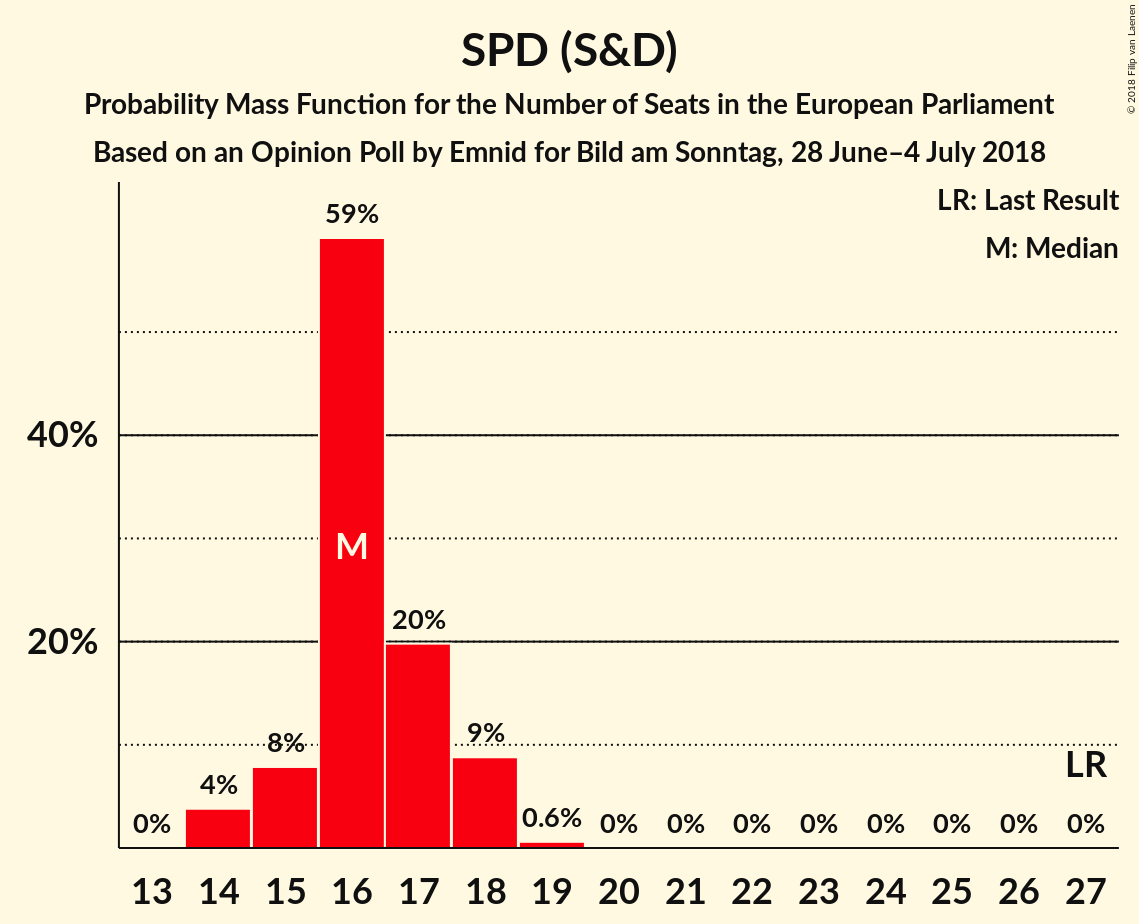 SPD (S&D)
Probability Mass Function for the Number of Seats in the European Parliament
Based on an Opinion Poll by Emnid for Bild am Sonntag, 28 June–4 July 2018
© 2018 Filip van Laenen
LR: Last Result
M: Median
59%
40%
M
20%
20%
8%
9%
LR
4%
0%
0.6%
0%
0%
0%
0%
0%
0%
0%
0%
13 14 15 16 17 18 19 20 21 22 23 24 25 26 27